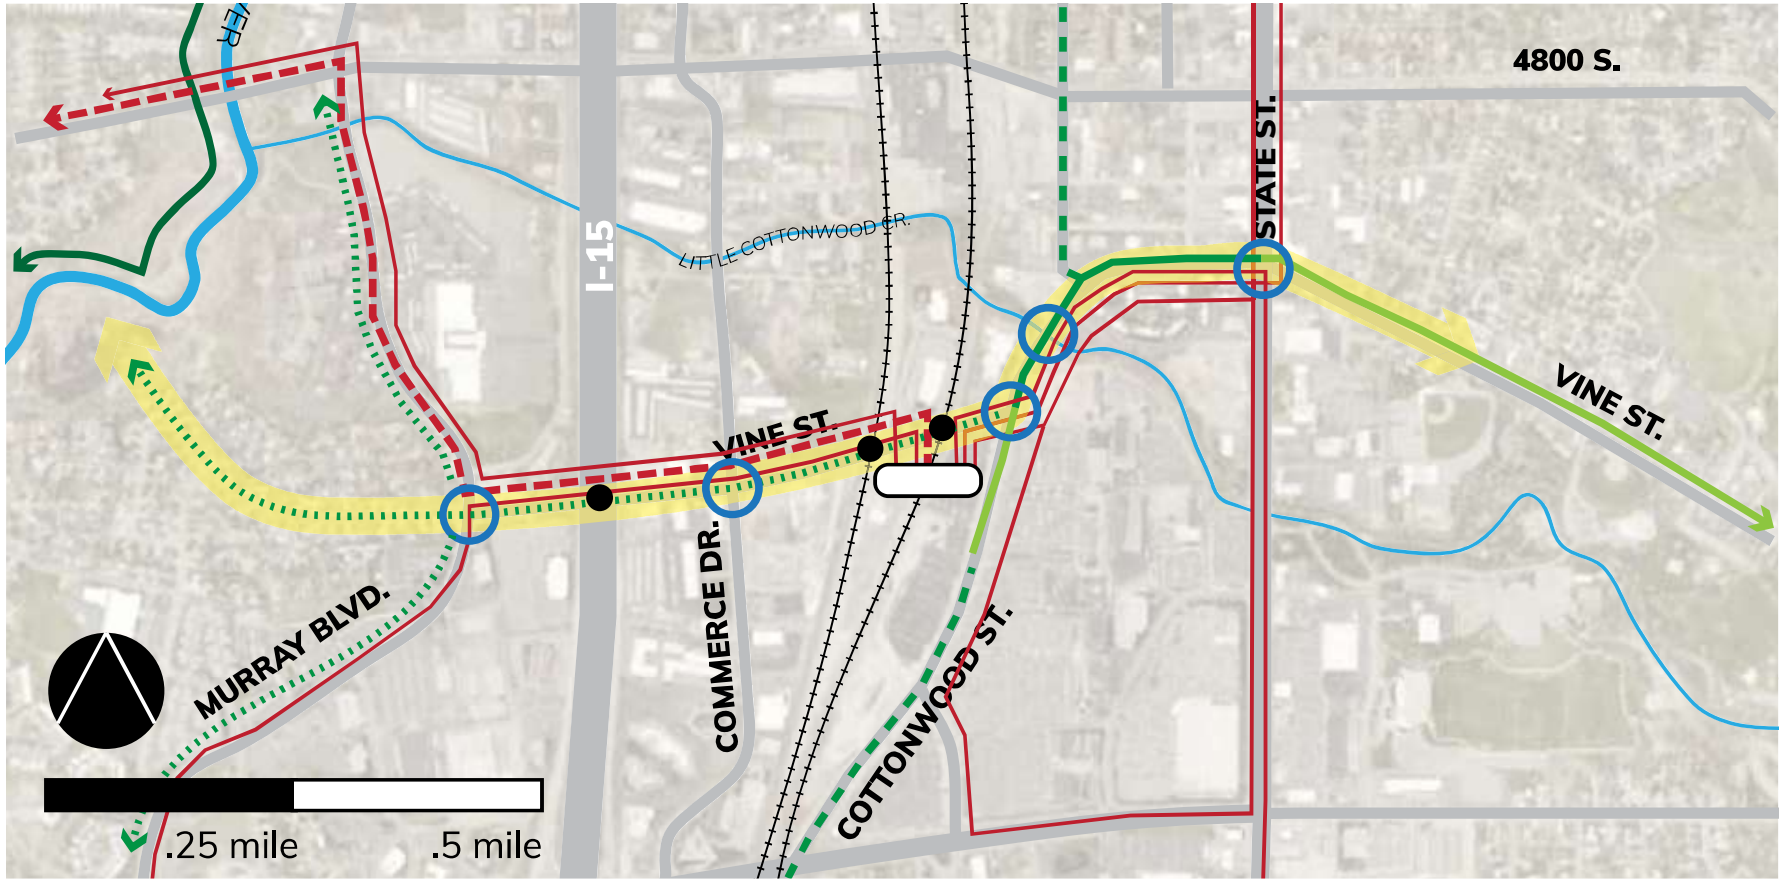 4800 S.
STATE ST.
I-15
LITTLE COTTONWOOD CR.
VINE ST.
VINE ST.
COMMERCE DR.
MURRAY BLVD.
COTTONWOOD ST.
.25 mile
.5 mile